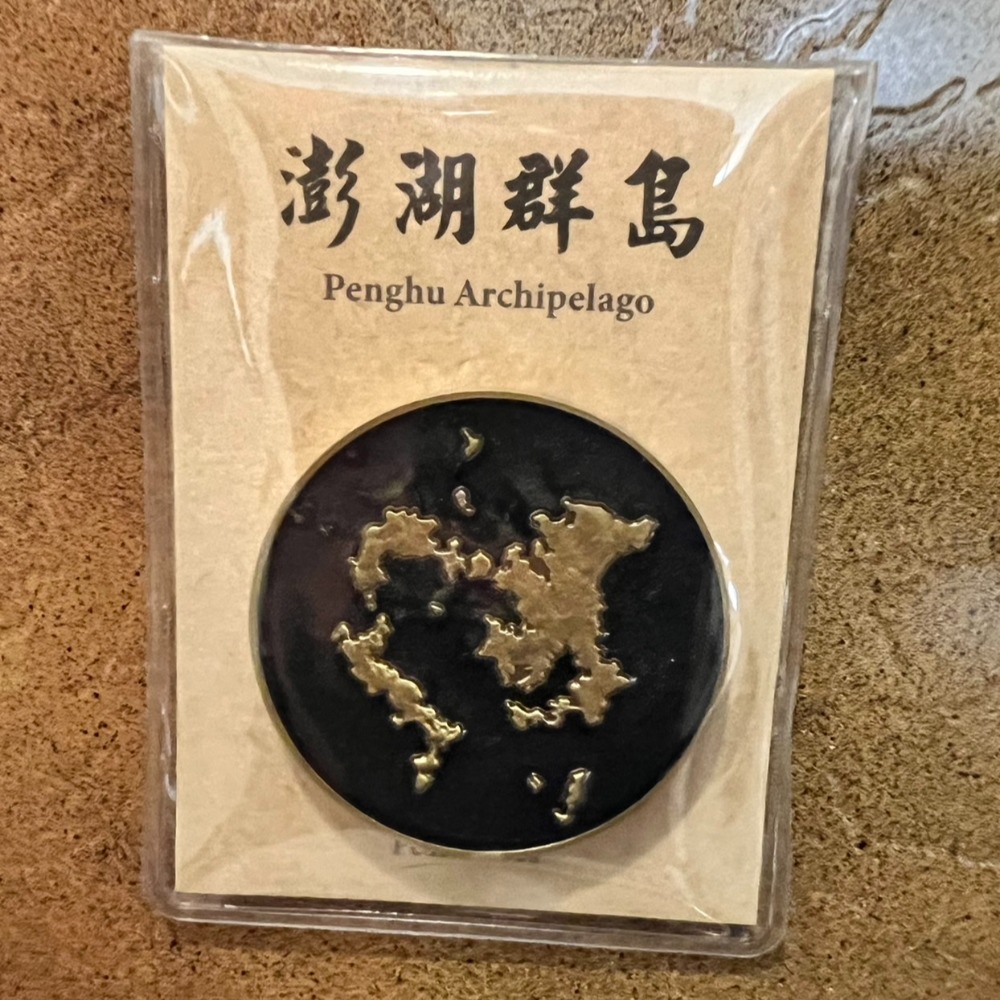 澎湖群島
Penghu Archipelago